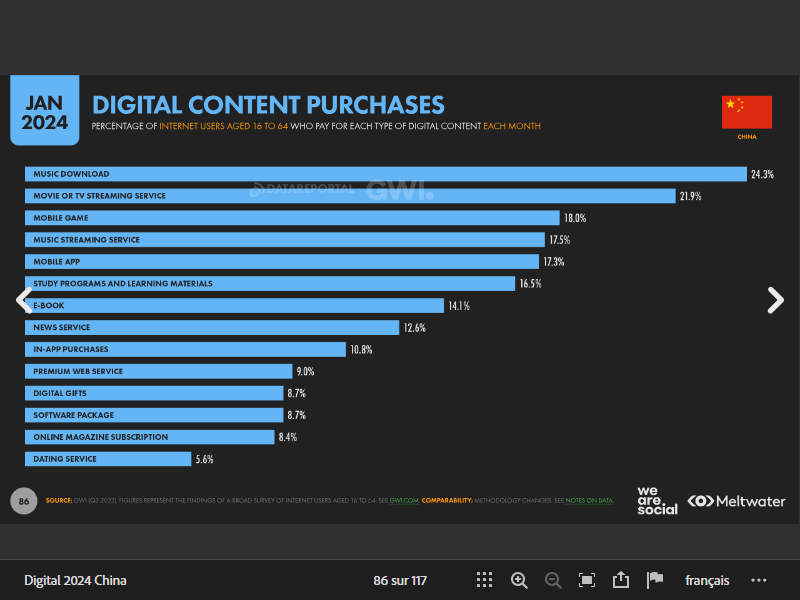 JAN
2024
DIGITAL CONTENT PURCHASES
PERCENTAGE OF INTERNET USERS AGED 16 TO 64 WHO PAY FOR EACH TYPE OF DIGITAL CONTENT EACH MONTH
CHINA
MUSIC DOWNLOAD 24.3%
DATAREPORTAL GWI.
MOVIE OR TV STREAMING SERVICE 21.9%
MOBILE GAME 18.0%
MUSIC STREAMING SERVICE 17.5%
MOBILE APP 17.3%
STUDY PROGRAMS AND LEARNING MATERIALS 16.5%
E-BOOK 14.1%
NEWS SERVICE 12.6%
IN-APP PURCHASES 10.8%
PREMIUM WEB SERVICE 9.0%
DIGITAL GIFTS 8.7%
SOFTWARE PACKAGE 8.7%
ONLINE MAGAZINE SUBSCRIPTION 8.4%
DATING SERVICE 5.6%
86 SOURCE: GWI (Q3 2023). FIGURES REPRESENT THE FINDINGS OF A BROAD SURVEY OF INTERNET USERS AGED 16 TO 64. SEE GWI.COM. COMPARABILITY: METHODOLOGY CHANGES. SEE NOTES ON DATA.
we
are
social
Meltwater
Digital 2024 China 86 sur 117 français